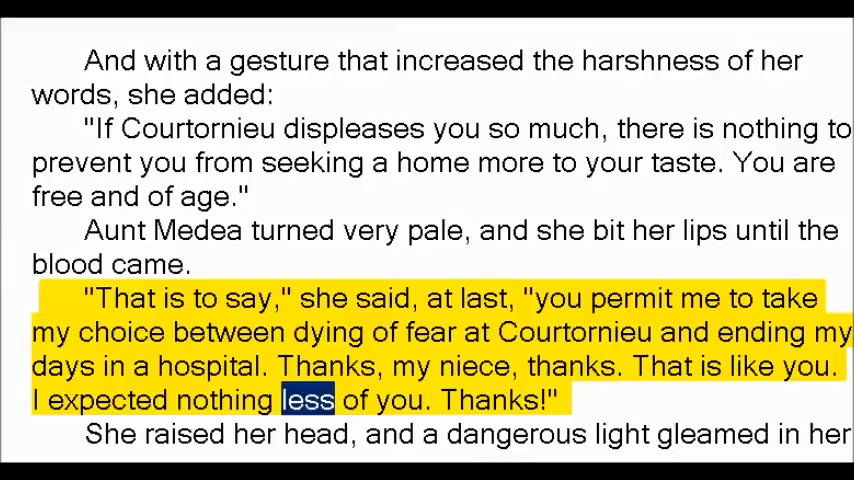 And with a gesture that increased the harshness of her
words, she added:
"If Courtornieu displeases you so much, there is nothing to
prevent you from seeking a home more to your taste. You are
free and of age."
Aunt Medea turned very pale, and she bit her lips until the
blood came.
"That is to say," she said, at last, "you permit me to take
my choice between dying of fear at Courtornieu and ending my
days in a hospital. Thanks, my niece, thanks. That is like you.
I expected nothing less of you. Thanks!"
She raised her head, and a dangerous light gleamed in her